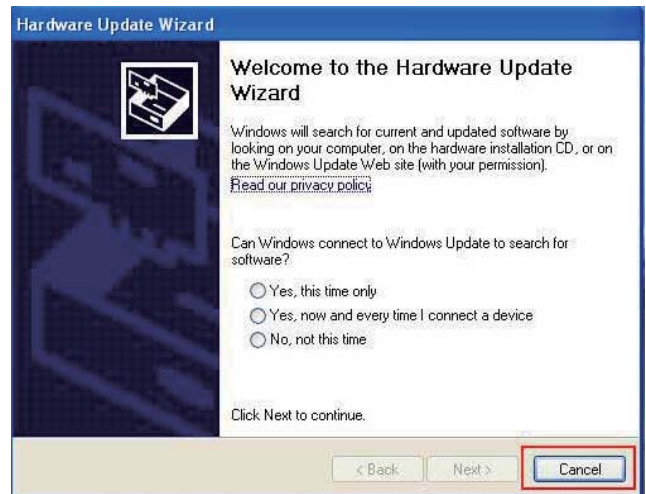 Hardware Update Wizard
Welcome to the Hardware Update
Wizard
Windows will search for current and updated software by
looking on your computer, on the hardware installation CD, or on
the Windows Update Web site (with your permission).
Read our privacy policy
Can Windows connect to Windows Update to search for
software?
Yes, this time only
Yes, now and every time I connect a device
No, not this time
Click Next to continue.
< Back Next > Cancel